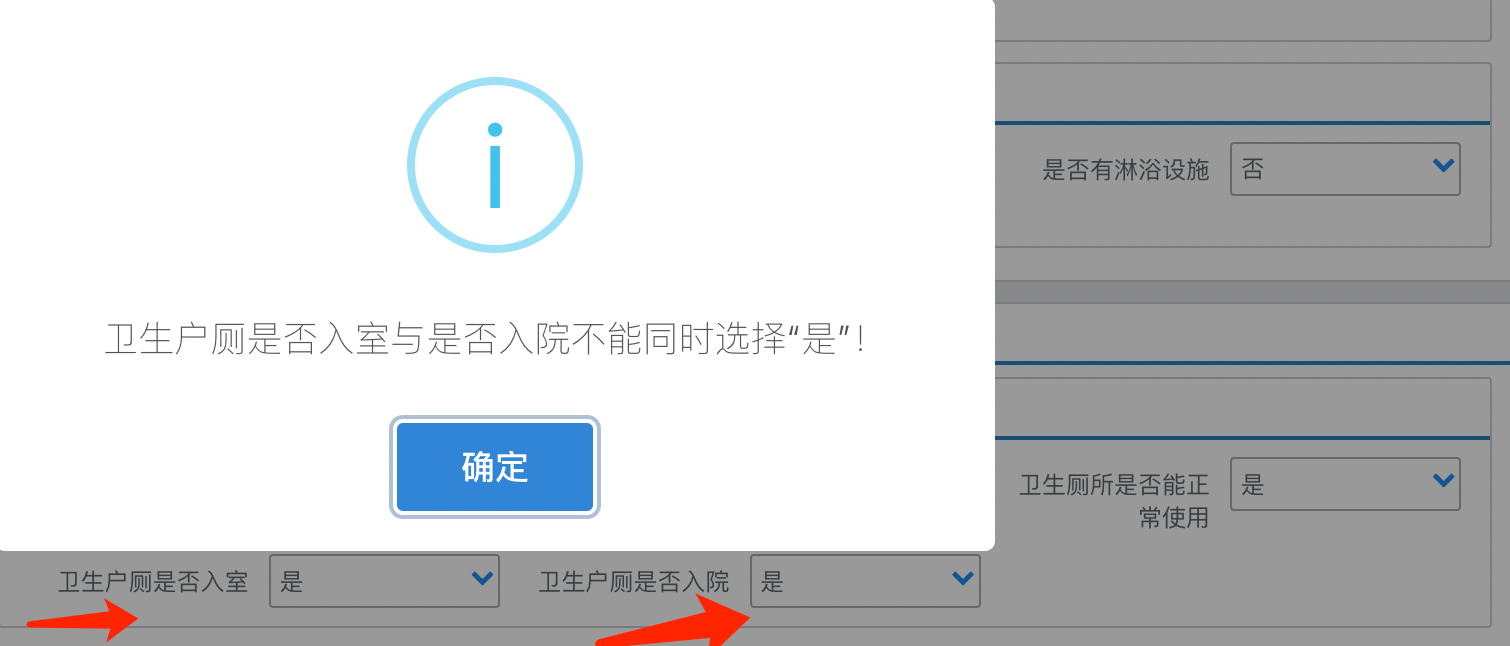 是否有淋浴设施 否
卫生户厕是否入室与是否入院不能同时选择“是”！
确定
卫生厕所是否能正
常使用
是
卫生户厕是否入室 是 卫生户厕是否入院 是